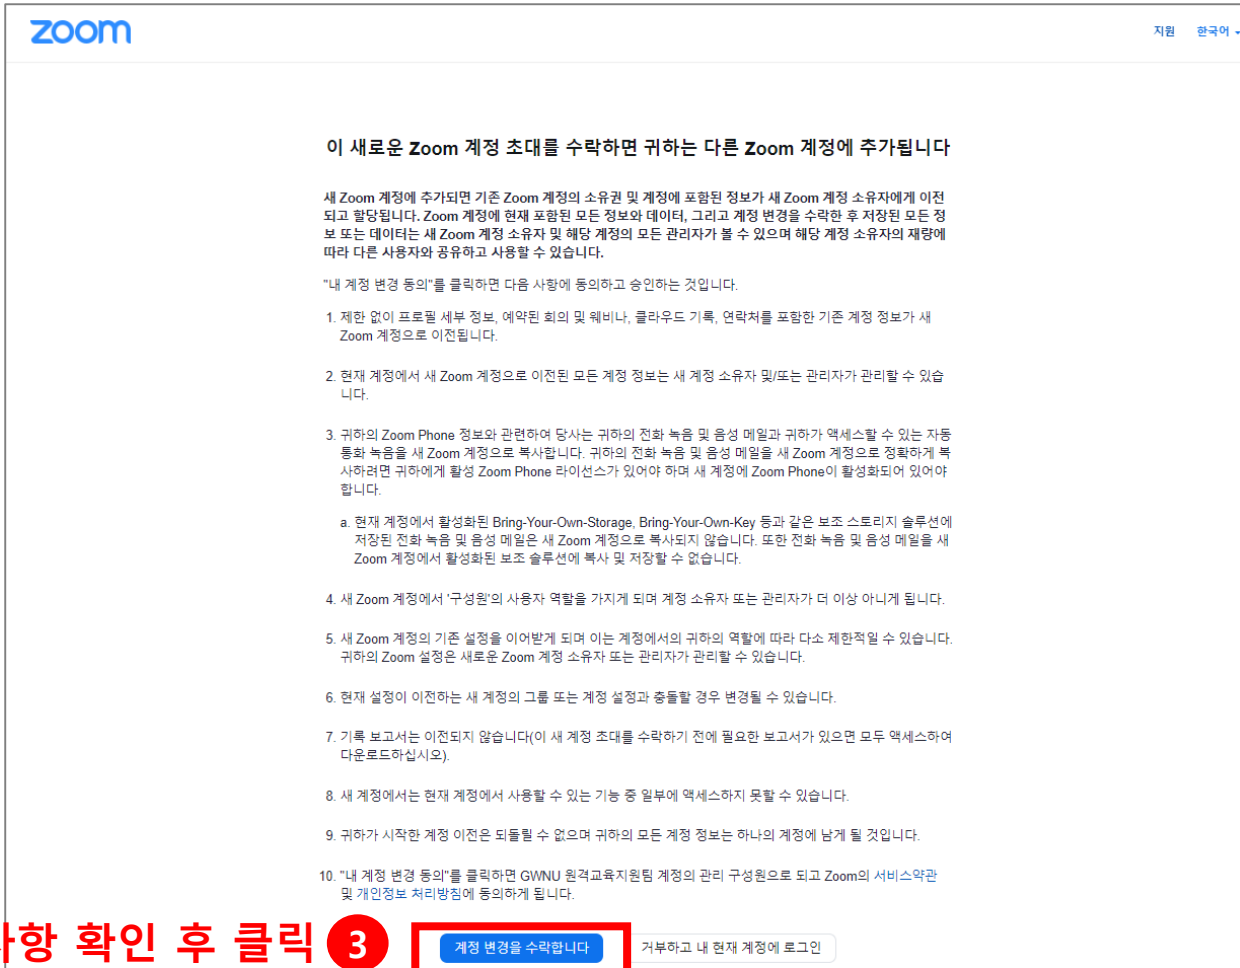 zoom
지원 한국어
이 새로운 Zoom 계정 초대를 수락하면 귀하는 다른 Zoom 계정에 추가됩니다
새 Zoom 계정에 추가되면 기존 Zoom 계정의 소유권 및 계정에 포함된 정보가 새 Zoom 계정 소유자에게 이전
되고 할당됩니다. Zoom 계정에 현재 포함된 모든 정보와 데이터, 그리고 계정 변경을 수락한 후 저장된 모든 정
보 또는 데이터는 새 Zoom 계정 소유자 및 해당 계정의 모든 관리자가 볼 수 있으며 해당 계정 소유자의 재량에
따라 다른 사용자와 공유하고 사용할 수 있습니다.
"내 계정 변경 동의"를 클릭하면 다음 사항에 동의하고 승인하는 것입니다.
1. 제한 없이 프로필 세부 정보, 예약된 회의 및 웨비나, 클라우드 기록, 연락처를 포함한 기존 계정 정보가 새
Zoom 계정으로 이전됩니다.
2. 현재 계정에서 새 Zoom 계정으로 이전된 모든 계정 정보는 새 계정 소유자 및/또는 관리자가 관리할 수 있습
니다.
3. 귀하의 Zoom Phone 정보와 관련하여 당사는 귀하의 전화 녹음 및 음성 메일과 귀하가 액세스할 수 있는 자동
통화 녹음을 새 Zoom 계정으로 복사합니다. 귀하의 전화 녹음 및 음성 메일을 새 Zoom 계정으로 정확하게 복
사하려면 귀하에게 활성 Zoom Phone 라이선스가 있어야 하며 새 계정에 Zoom Phone이 활성화되어 있어야
합니다.
a. 현재 계정에서 활성화된 Bring-Your-Own-Storage, Bring-Your-Own-Key 등과 같은 보조 스토리지 솔루션에
저장된 전화 녹음 및 음성 메일은 새 Zoom 계정으로 복사되지 않습니다. 또한 전화 녹음 및 음성 메일을 새
Zoom 계정에서 활성화된 보조 솔루션에 복사 및 저장할 수 없습니다.
4. 새 Zoom 계정에서 '구성원'의 사용자 역할을 가지게 되며 계정 소유자 또는 관리자가 더 이상 아니게 됩니다.
5. 새 Zoom 계정의 기존 설정을 이어받게 되며 이는 계정에서의 귀하의 역할에 따라 다소 제한적일 수 있습니다.
귀하의 Zoom 설정은 새로운 Zoom 계정 소유자 또는 관리자가 관리할 수 있습니다.
6. 현재 설정이 이전하는 새 계정의 그룹 또는 계정 설정과 충돌할 경우 변경될 수 있습니다.
7. 기록 보고서는 이전되지 않습니다(이 새 계정 초대를 수락하기 전에 필요한 보고서가 있으면 모두 액세스하여
다운로드하십시오).
8. 새 계정에서는 현재 계정에서 사용할 수 있는 기능 중 일부에 액세스하지 못할 수 있습니다.
9. 귀하가 시작한 계정 이전은 되돌릴 수 없으며 귀하의 모든 계정 정보는 하나의 계정에 남게 될 것입니다.
10. "내 계정 변경 동의"를 클릭하면 GWNU 원격교육지원팀 계정의 관리 구성원으로 되고 Zoom의 서비스약관
및 개인정보 처리방침에 동의하게 됩니다.
사항 확인 후 클릭 3 계정 변경을 수락합니다 거부하고 내 현재 계정에 로그인